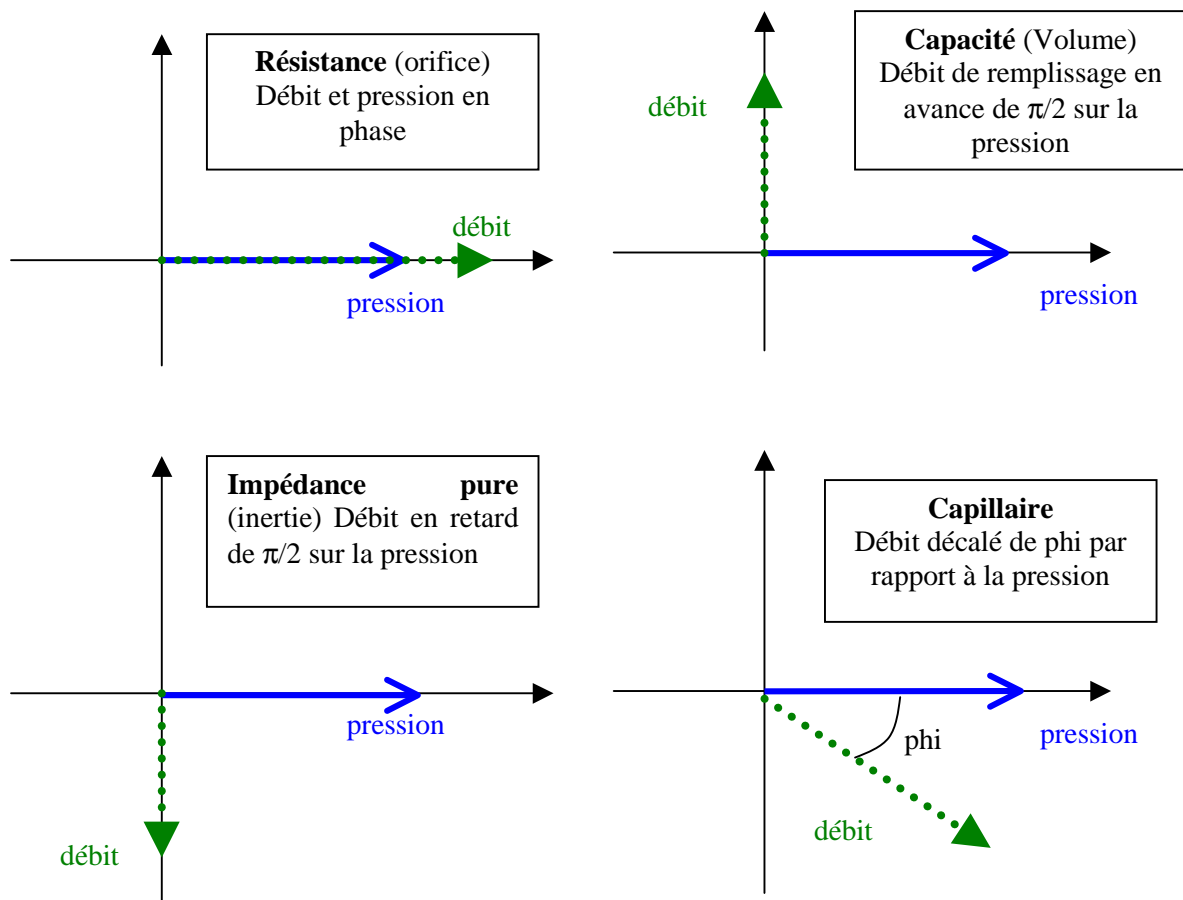 Résistance (orifice)
Débit et pression en
phase
débit
pression
Capacité (Volume)
Débit de remplissage en
avance de π/2 sur la
pression
débit
pression
Impédance pure
(inertie) Débit en retard
de π/2 sur la pression
pression
débit
Capillaire
Débit décalé de phi par
rapport à la pression
phi
pression
débit